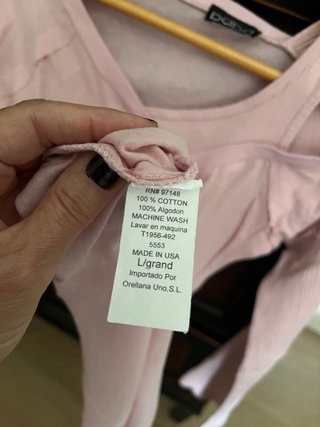 RN# 97148
100 % COTTON
100% Algodon
MACHINE WASH
Lavar en maquina
T1956-492
5553
MADE IN USA
L/grand
Importado Por
Orellana Uno,S.L.